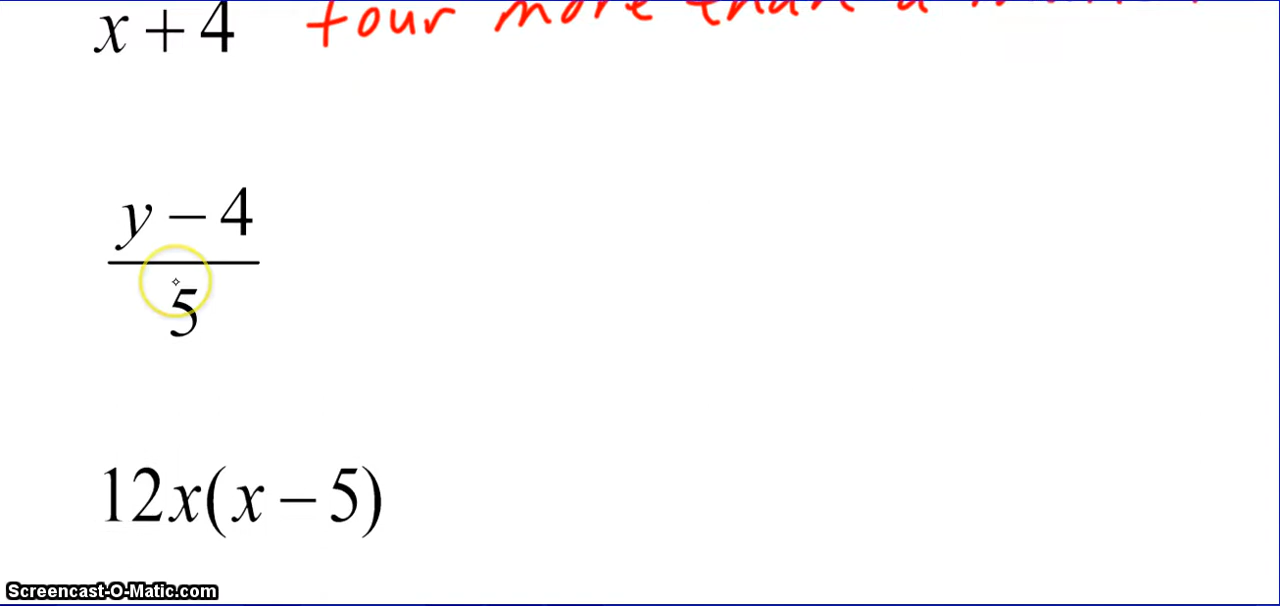 x + 4 four more than a
y − 4
5
12x(x − 5)
Screencast-O-Matic.com